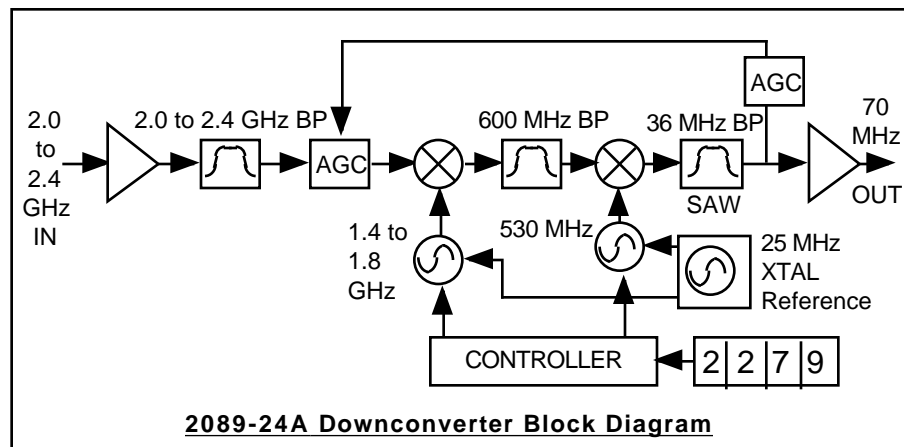 AGC
2.0
to
2.4
GHz
IN
2.0 to 2.4 GHz BP
AGC
600 MHz BP
36 MHz BP
SAW
70
MHz
OUT
1.4 to
1.8
GHz
530 MHz
25 MHz
XTAL
Reference
CONTROLLER
2 2 7 9
2089-24A Downconverter Block Diagram